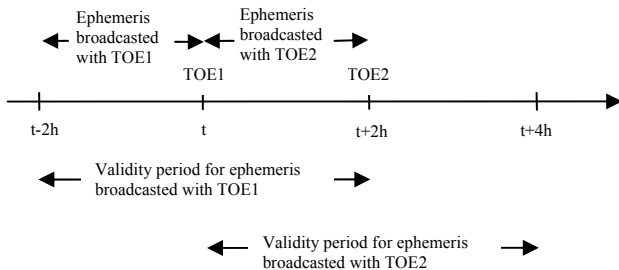 Ephemeris
broadcasted
with TOE1
Ephemeris
broadcasted
with TOE2
TOE1
TOE2
t-2h
t
t+2h
t+4h
Validity period for ephemeris
broadcasted with TOE1
Validity period for ephemeris
broadcasted with TOE2